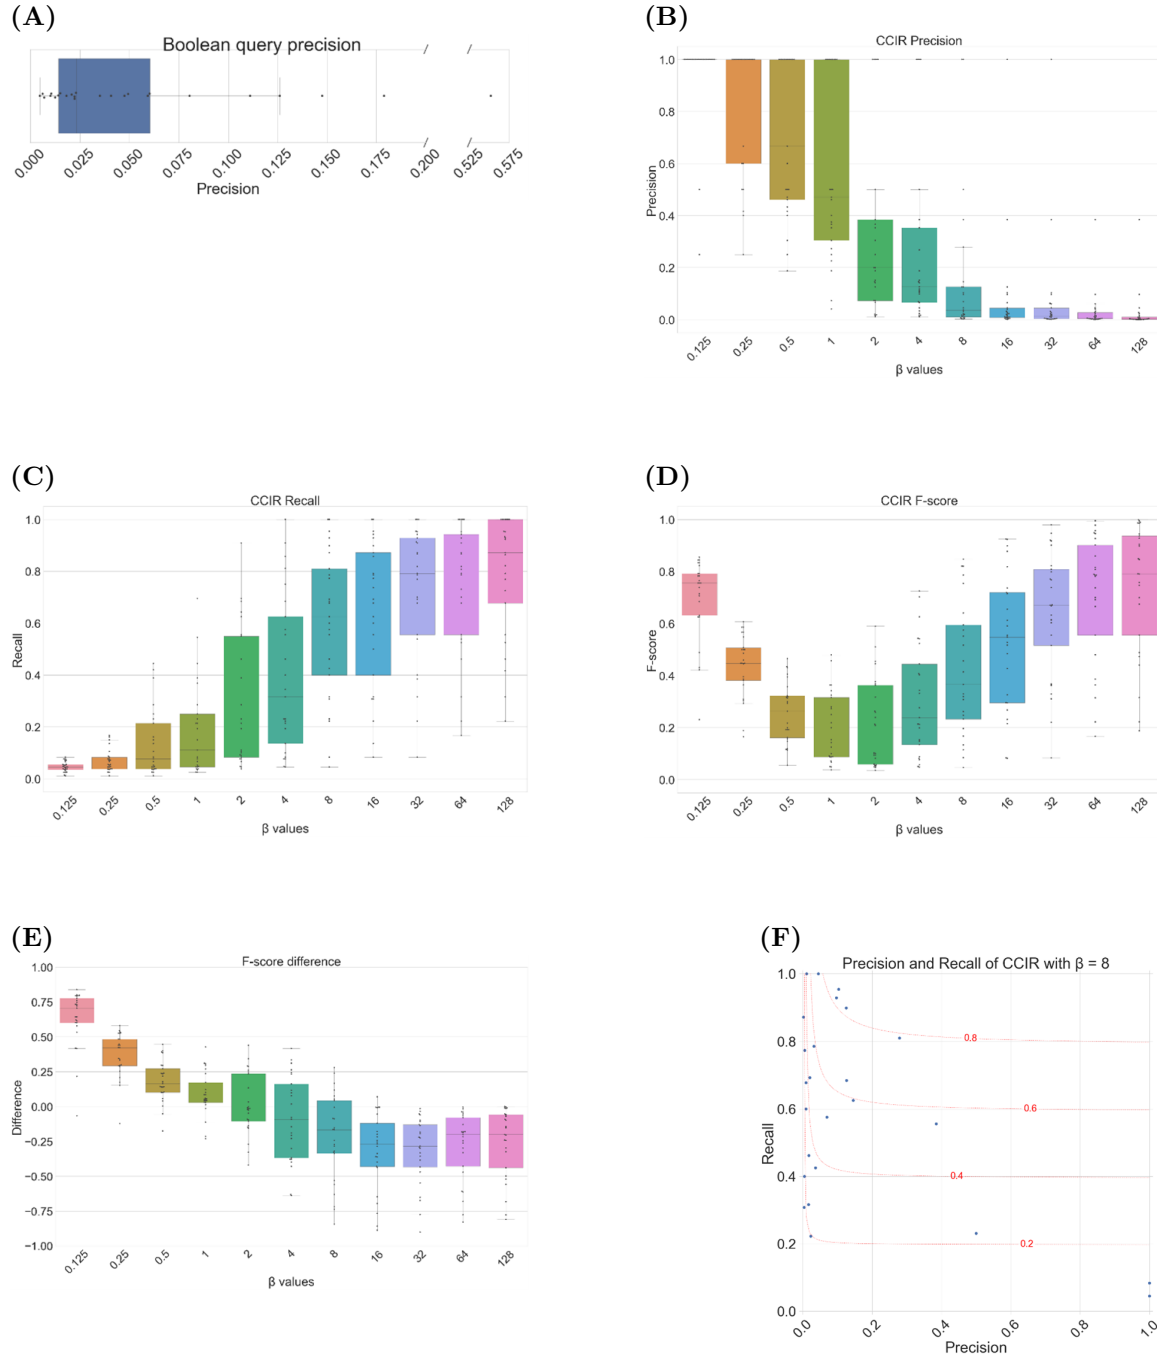 (A)
Boolean query precision
0.000 0.025 0.050 0.075 0.100 0.125 0.150 0.175 0.200 0.525 0.575
Precision
(B)
CCIR Precision
1.0
0.8
0.6
0.4
0.2
0.0
Precision
0.125 0.25 0.5 1 2 4 8 16 32 64 128
β values
(C)
CCIR Recall
1.0
0.8
0.6
0.4
0.2
0.0
Recall
0.125 0.25 0.5 1 2 4 8 16 32 64 128
β values
(D)
CCIR F-score
1.0
0.8
0.6
0.4
0.2
0.0
F-score
0.125 0.25 0.5 1 2 4 8 16 32 64 128
β values
(E)
F-score difference
1.00
0.75
0.50
0.25
0.00
−0.25
−0.50
−0.75
−1.00
Difference
0.125 0.25 0.5 1 2 4 8 16 32 64 128
β values
(F)
Precision and Recall of CCIR with β = 8
1.0
0.8
0.6
0.4
0.2
0.0
Recall
0.8
0.6
0.4
0.2
0.0 0.2 0.4 0.6 0.8 1.0
Precision